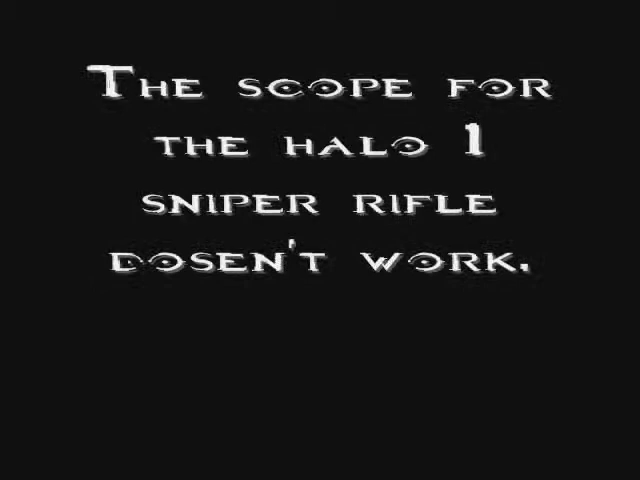 The scope for
the halo 1
sniper rifle
dosen't work.